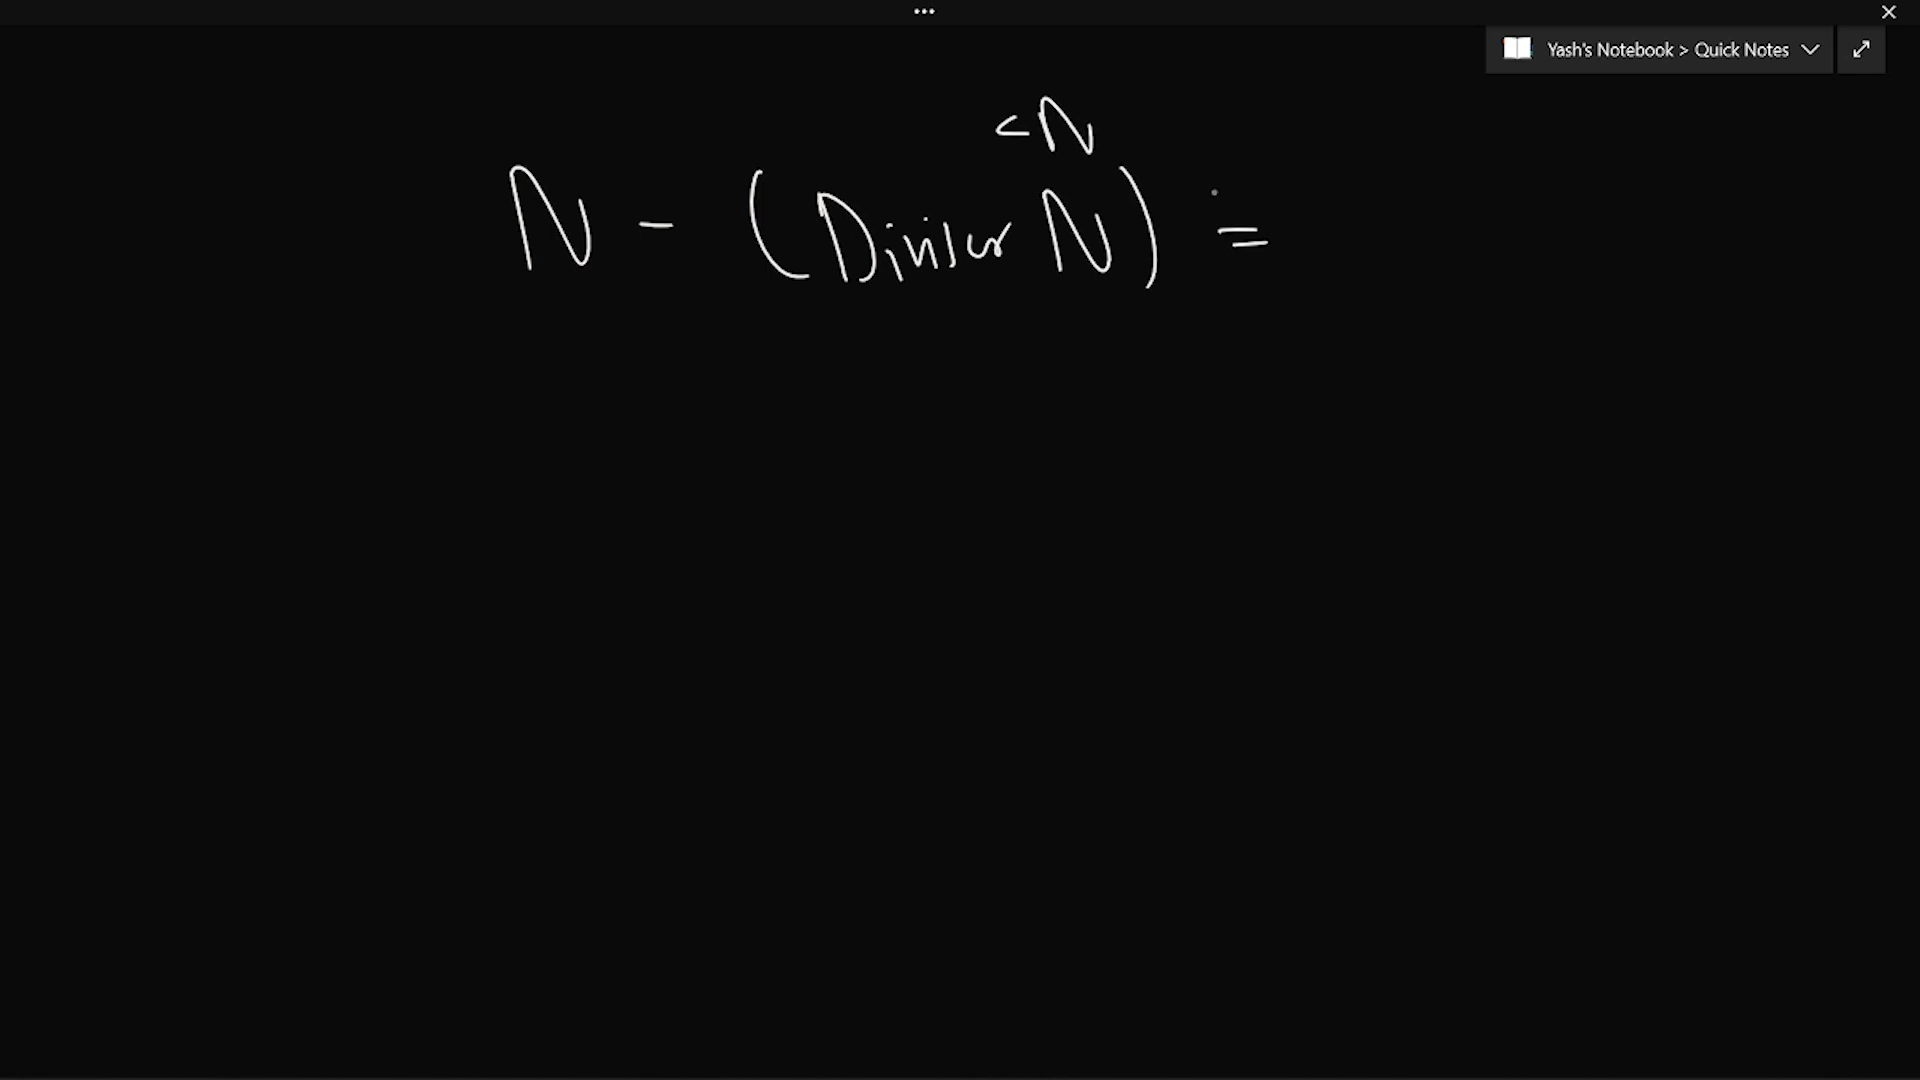 Yash's Notebook > Quick Notes
<N
N - (Divisor N) =